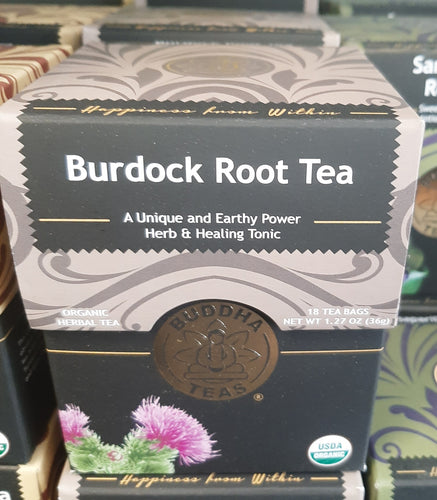 Happiness from Within
Burdock Root Tea
A Unique and Earthy Power
Herb & Healing Tonic
ORGANIC
HERBAL TEA
18 TEA BAGS
NET WT 1.27 OZ (36g)
BUDDHA
TEAS
®
USDA
ORGANIC
Happiness from Within